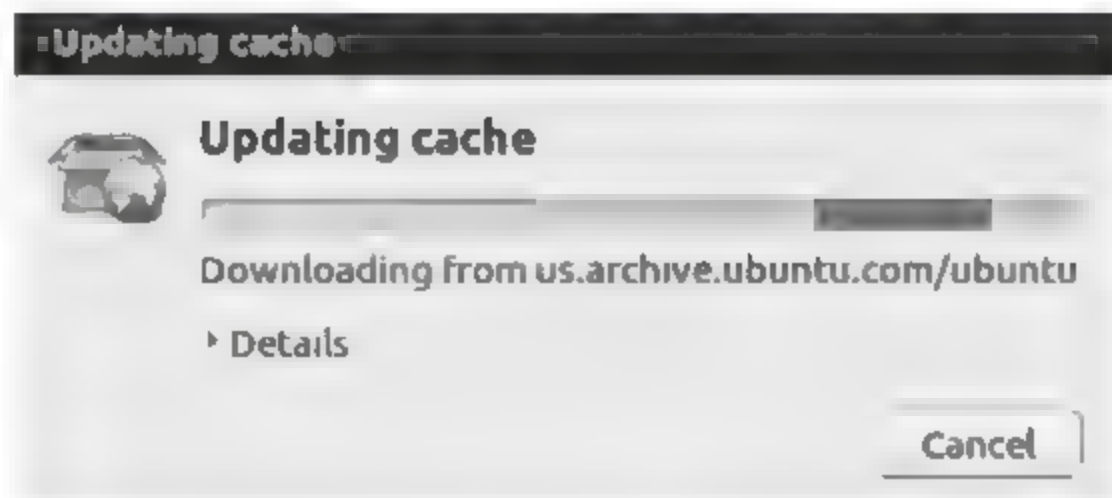 Updating cache
Updating cache
Downloading from us.archive.ubuntu.com/ubuntu
Details
Cancel